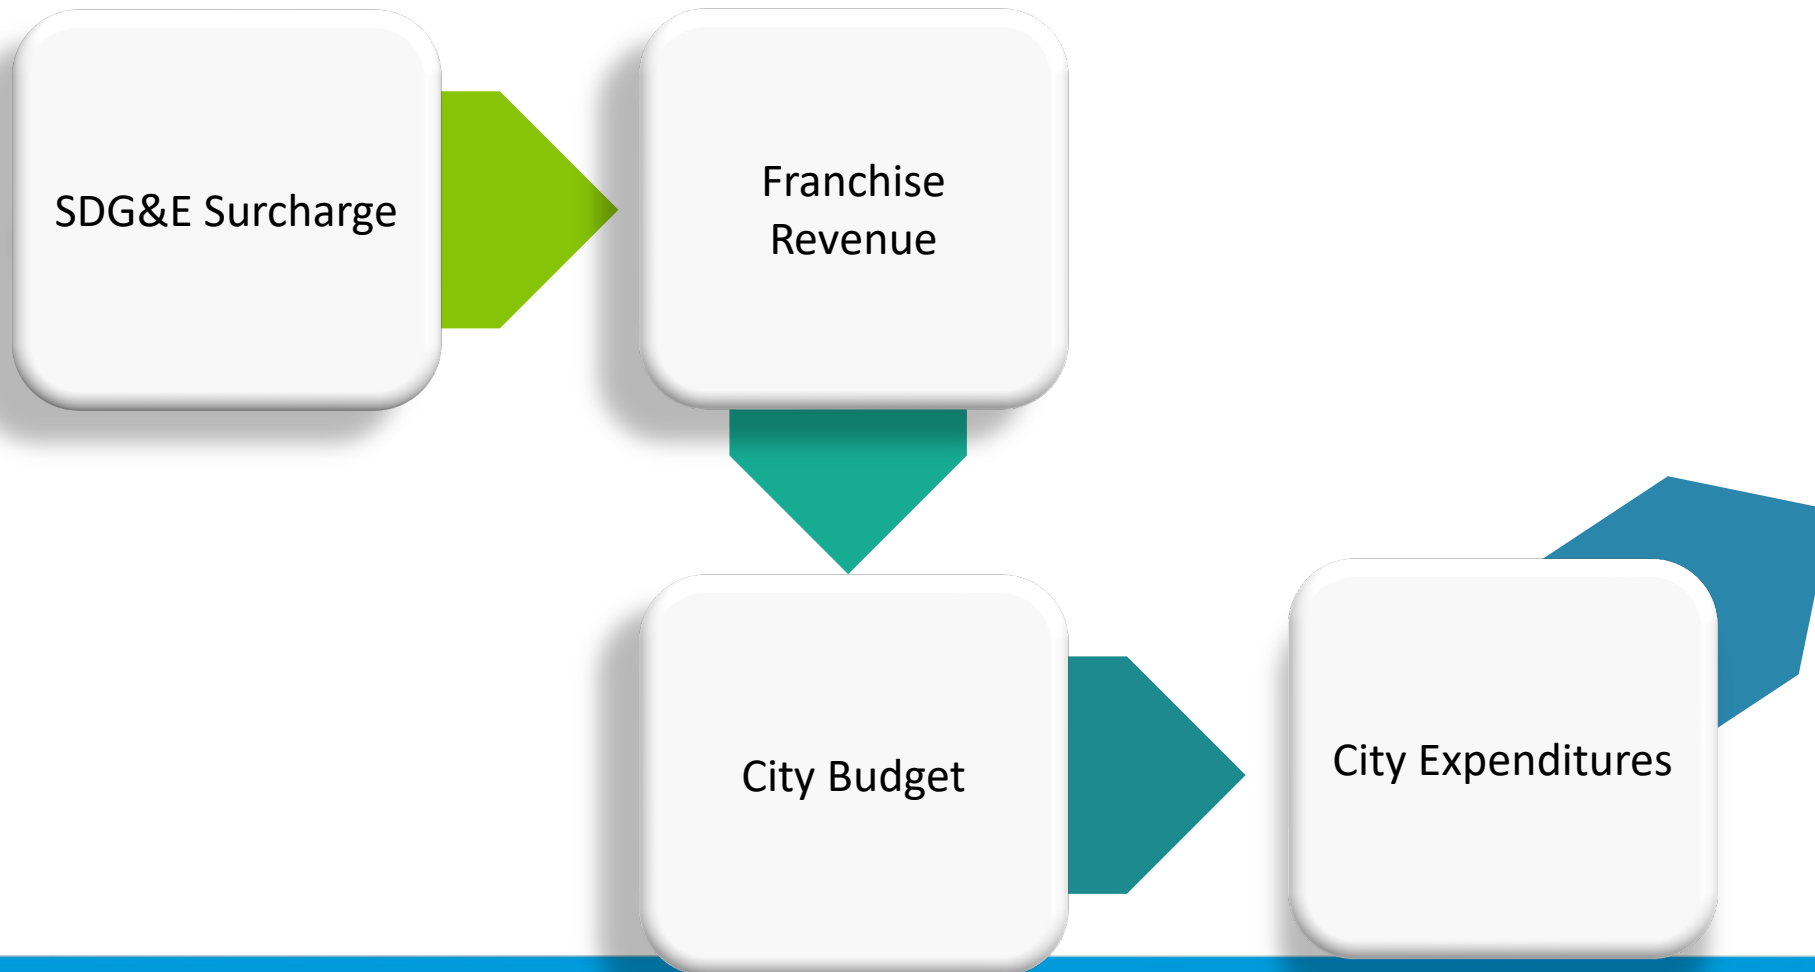 SDG&E Surcharge
Franchise
Revenue
City Budget
City Expenditures